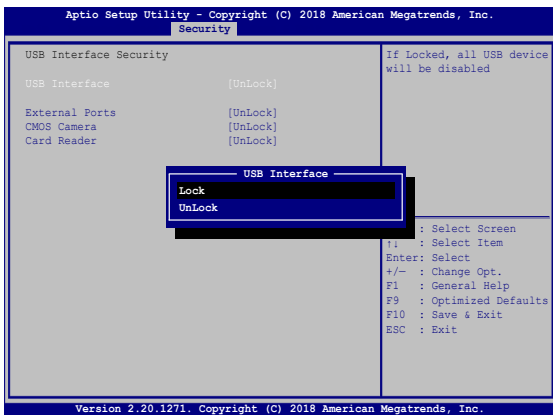 Aptio Setup Utility - Copyright (C) 2018 American Megatrends, Inc.
Security
USB Interface Security
USB Interface [UnLock]
External Ports [UnLock]
CMOS Camera [UnLock]
Card Reader [UnLock]
If Locked, all USB device
will be disabled
USB Interface
Lock
UnLock
: Select Screen
↑↓ : Select Item
Enter: Select
+/— : Change Opt.
F1 : General Help
F9 : Optimized Defaults
F10 : Save & Exit
ESC : Exit
Version 2.20.1271. Copyright (C) 2018 American Megatrends, Inc.